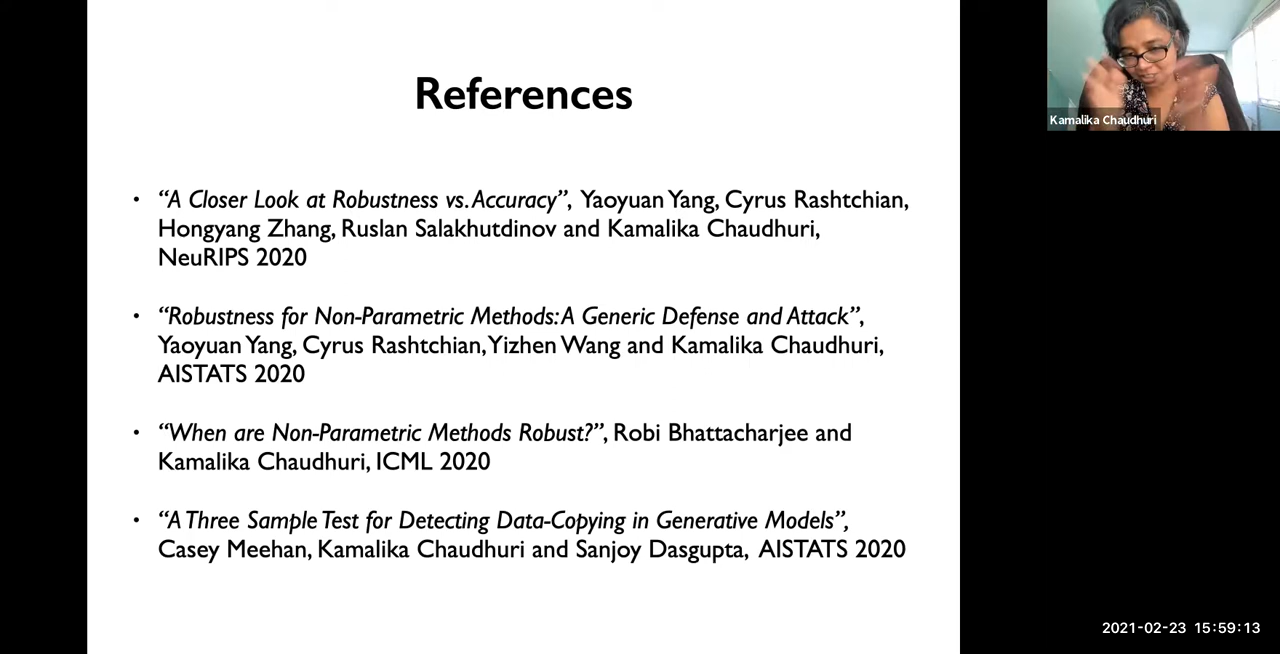 References
• “A Closer Look at Robustness vs. Accuracy”, Yaoyuan Yang, Cyrus Rashtchian,
Hongyang Zhang, Ruslan Salakhutdinov and Kamalika Chaudhuri,
NeuRIPS 2020
• “Robustness for Non-Parametric Methods: A Generic Defense and Attack”,
Yaoyuan Yang, Cyrus Rashtchian, Yizhen Wang and Kamalika Chaudhuri,
AISTATS 2020
• “When are Non-Parametric Methods Robust?”, Robi Bhattacharjee and
Kamalika Chaudhuri, ICML 2020
• “A Three Sample Test for Detecting Data-Copying in Generative Models”,
Casey Meehan, Kamalika Chaudhuri and Sanjoy Dasgupta, AISTATS 2020
Kamalika Chaudhuri
2021-02-23 15:59:13